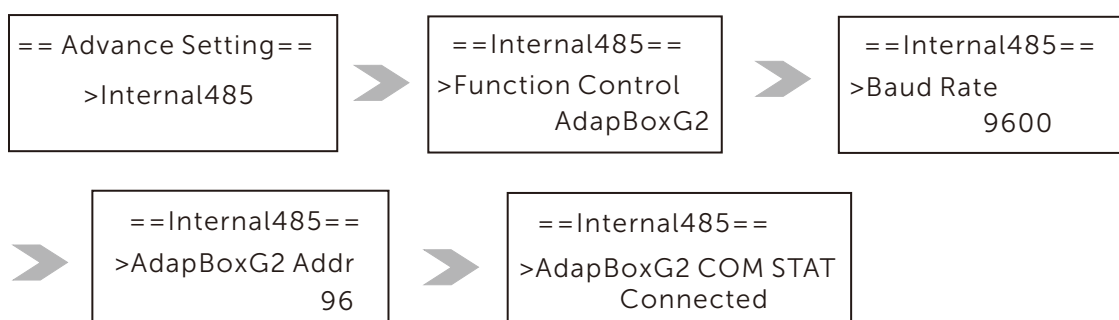 == Advance Setting==
>Internal485
==Internal485==
>Function Control
AdapBoxG2
==Internal485==
>Baud Rate
9600
==Internal485==
>AdapBoxG2 Addr
96
==Internal485==
>AdapBoxG2 COM STAT
Connected